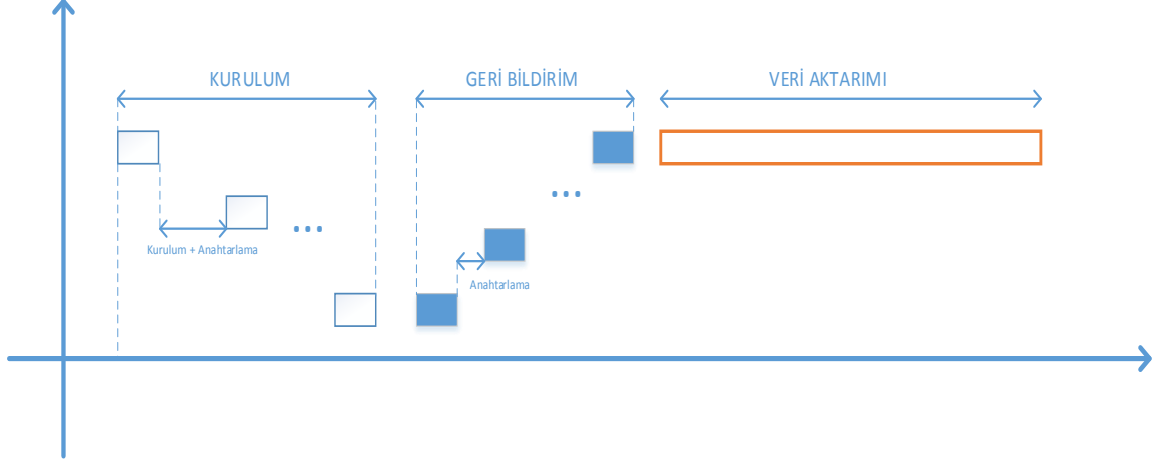 KURULUM
GERİ BİLDİRİM
VERİ AKTARIMI
...
...
Kurulum + Anahtarlama
Anahtarlama